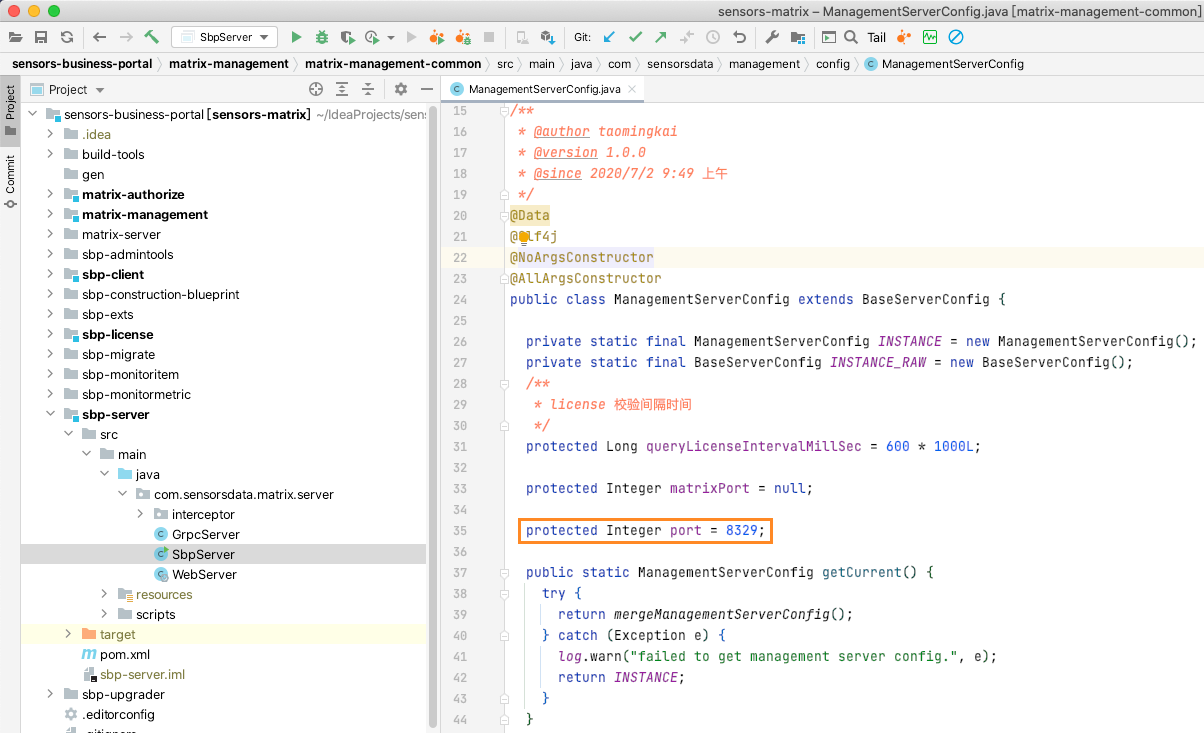 sensors-matrix – ManagementServerConfig.java [matrix-management-common]
SbpServer
Git:
Tail
sensors-business-portal
matrix-management
matrix-management-common
src
main
java
com
sensorsdata
management
config
ManagementServerConfig
Project
Commit
Project
ManagementServerConfig.java
sensors-business-portal [sensors-matrix] ~/IdeaProjects/sens
.idea
build-tools
gen
matrix-authorize
matrix-management
matrix-server
sbp-admintools
sbp-client
sbp-construction-blueprint
sbp-exts
sbp-license
sbp-migrate
sbp-monitoritem
sbp-monitormetric
sbp-server
src
main
java
com.sensorsdata.matrix.server
interceptor
GrpcServer
SbpServer
WebServer
resources
scripts
target
pom.xml
sbp-server.iml
sbp-upgrader
.editorconfig
15 /**
16 * @author taomingkai
17 * @version 1.0.0
18 * @since 2020/7/2 9:49 上午
19 */
20 @Data
21 @Slf4j
22 @NoArgsConstructor
23 @AllArgsConstructor
24 public class ManagementServerConfig extends BaseServerConfig {
25
26 private static final ManagementServerConfig INSTANCE = new ManagementServerConfig();
27 private static final BaseServerConfig INSTANCE_RAW = new BaseServerConfig();
28 /**
29 * license 校验间隔时间
30 */
31 protected Long queryLicenseIntervalMillSec = 600 * 1000L;
32
33 protected Integer matrixPort = null;
34
35 protected Integer port = 8329;
36
37 public static ManagementServerConfig getCurrent() {
38 try {
39 return mergeManagementServerConfig();
40 } catch (Exception e) {
41 log.warn("failed to get management server config.", e);
42 return INSTANCE;
43 }
44 }